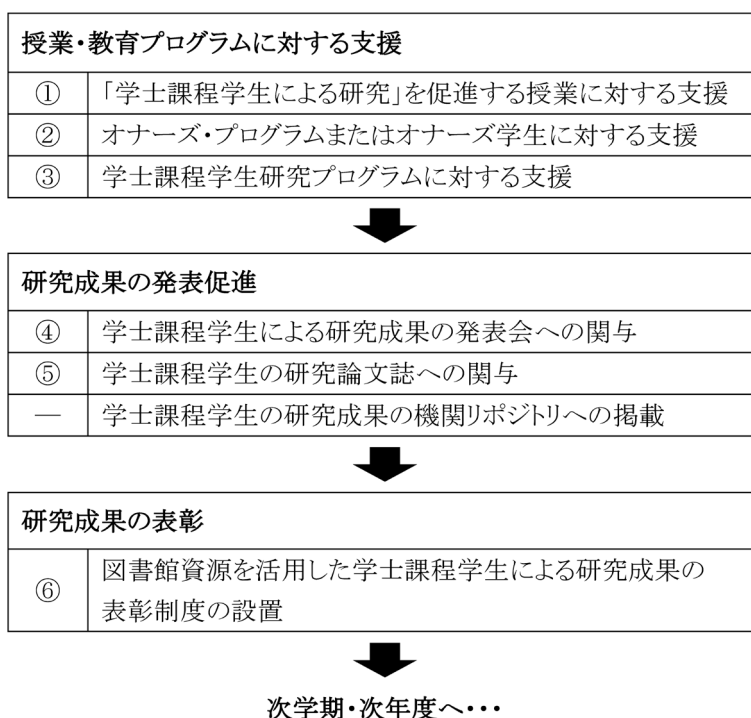 授業・教育プログラムに対する支援
① 「学士課程学生による研究」を促進する授業に対する支援
② オナーズ・プログラムまたはオナーズ学生に対する支援
③ 学士課程学生研究プログラムに対する支援
研究成果の発表促進
④ 学士課程学生による研究成果の発表会への関与
⑤ 学士課程学生の研究論文誌への関与
― 学士課程学生の研究成果の機関リポジトリへの掲載
研究成果の表彰
⑥ 図書館資源を活用した学士課程学生による研究成果の
表彰制度の設置
次学期・次年度へ・・・